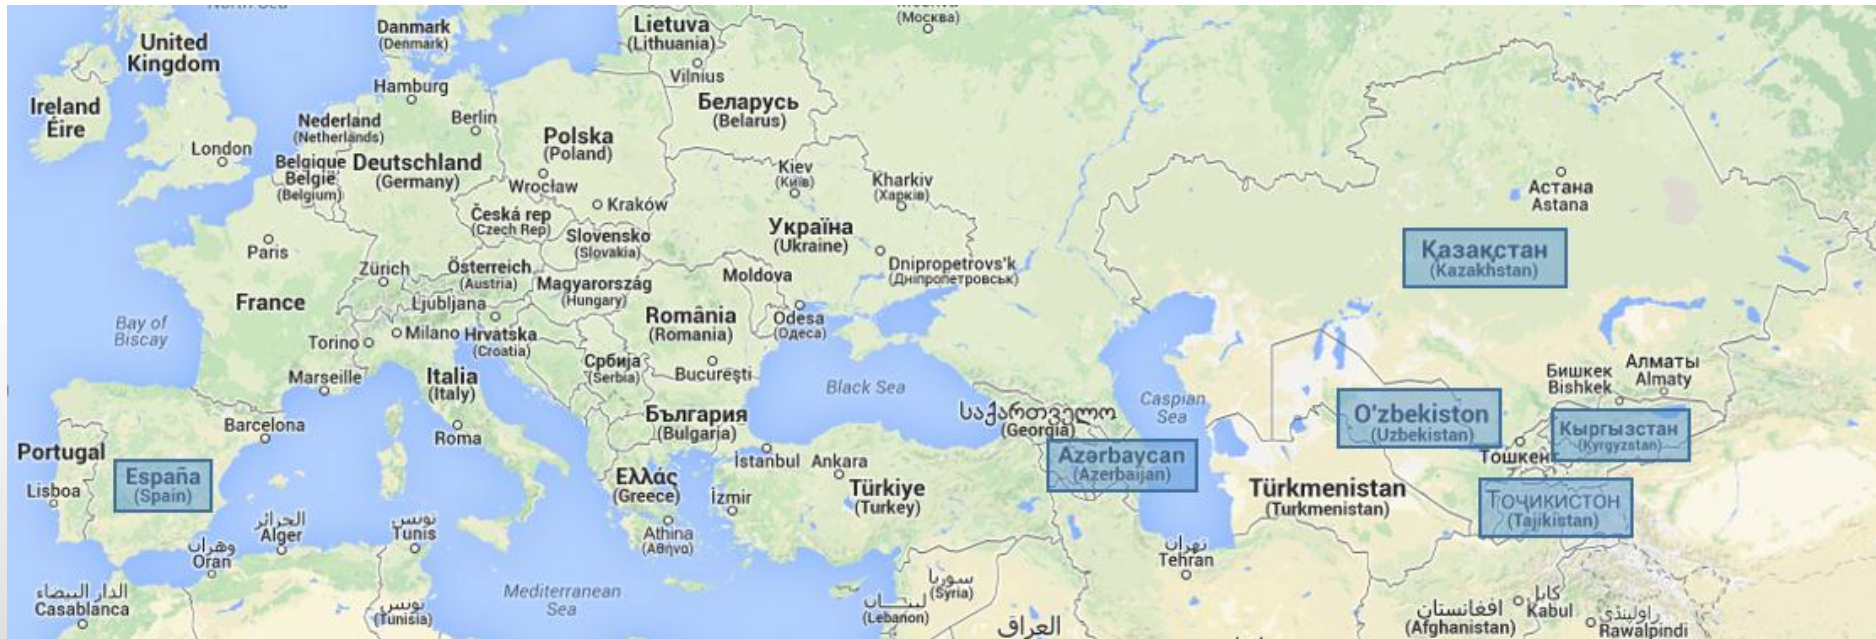 North Sea
United
Kingdom
Danmark
(Denmark)
Lietuva
(Lithuania)
(Москва)
Vilnius
Hamburg
Ireland
Éire
Беларусь
(Belarus)
Nederland
(Netherlands)
Berlin
London
Polska
(Poland)
Belgique
België
(Belgium)
Deutschland
(Germany)
Kiev
(Київ)
Kharkiv
(Харків)
Wrocław
Kraków
Астана
Astana
Česká rep
(Czech Rep)
Slovensko
(Slovakia)
Україна
(Ukraine)
Paris
Қазақстан
(Kazakhstan)
Zürich
Österreich
(Austria)
Moldova
Dnipropetrovs'k
(Дніпропетровськ)
Magyarország
(Hungary)
France
Ljubljana
Bay of
Biscay
România
(Romania)
Odesa
(Одеса)
Torino
Milano
Hrvatska
(Croatia)
Србија
(Serbia)
București
Marseille
Italia
(Italy)
Black Sea
Caspian
Sea
Бишкек
Bishkek
Алматы
Almaty
Barcelona
Roma
България
(Bulgaria)
საქართველო
(Georgia)
O'zbekiston
(Uzbekistan)
Кыргызстан
(Kyrgyzstan)
Portugal
España
(Spain)
İstanbul
Ankara
Azərbaycan
(Azerbaijan)
Тошкент
Lisboa
Ελλάς
(Greece)
İzmir
Türkiye
(Turkey)
Türkmenistan
(Turkmenistan)
Тоҷикистон
(Tajikistan)
الجزائر
Alger
تونس
Tunis
Athina
(Αθήνα)
وهران
Oran
تهران
Tehran
الدار البيضاء
Casablanca
Mediterranean
Sea
تونس
(Tunisia)
سوريا
(Syria)
لبنان
(Lebanon)
العراق
افغانستان
(Afghanistan)
کابل
Kabul
راولپنڈی
Rawalpindi